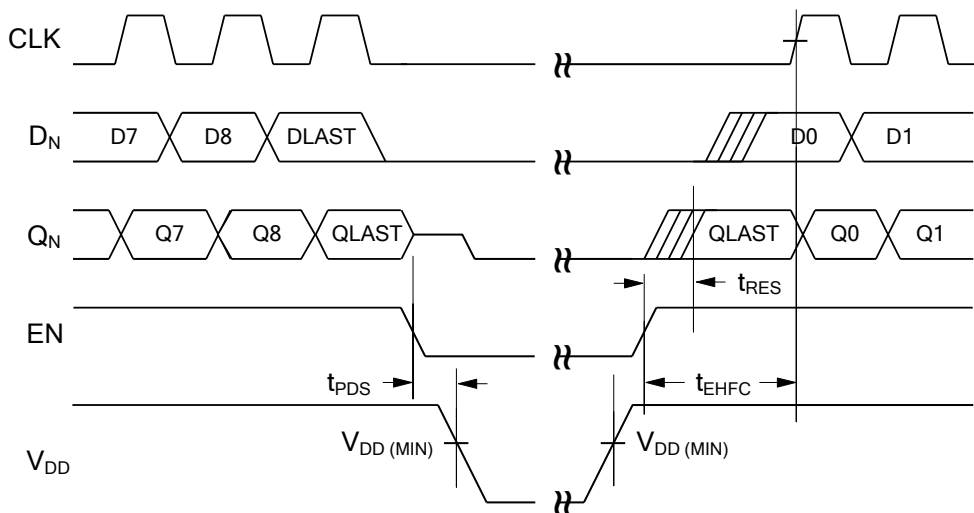 CLK
D_N D7 D8 DLAST D0 D1
Q_N Q7 Q8 QLAST QLAST Q0 Q1
t_RES
EN
t_PDS t_EHFC
V_DD (MIN) V_DD (MIN)
V_DD